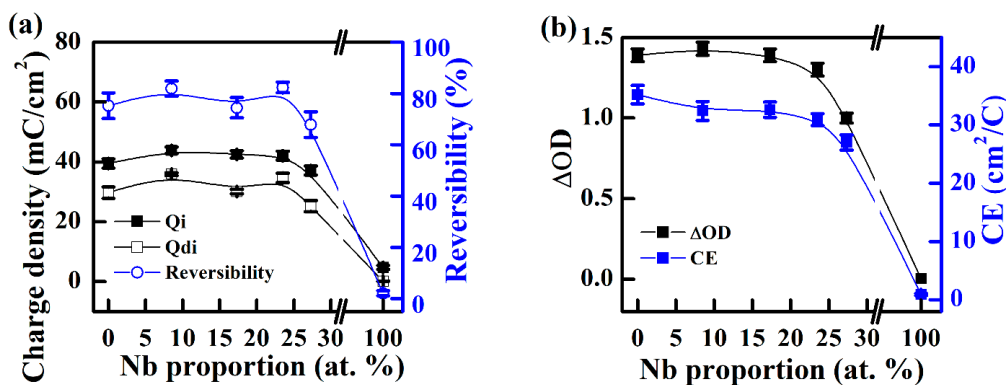 (a)
80
60
40
20
0
Charge density (mC/cm²)
Qi
Qdi
Reversibility
0 5 10 15 20 25 30 100
Nb proportion (at. %)
100
80
60
40
20
0
Reversibility (%)
(b)
1.5
1.0
0.5
0.0
ΔOD
ΔOD
CE
0 5 10 15 20 25 30 100
Nb proportion (at. %)
40
30
20
10
0
CE (cm²/C)